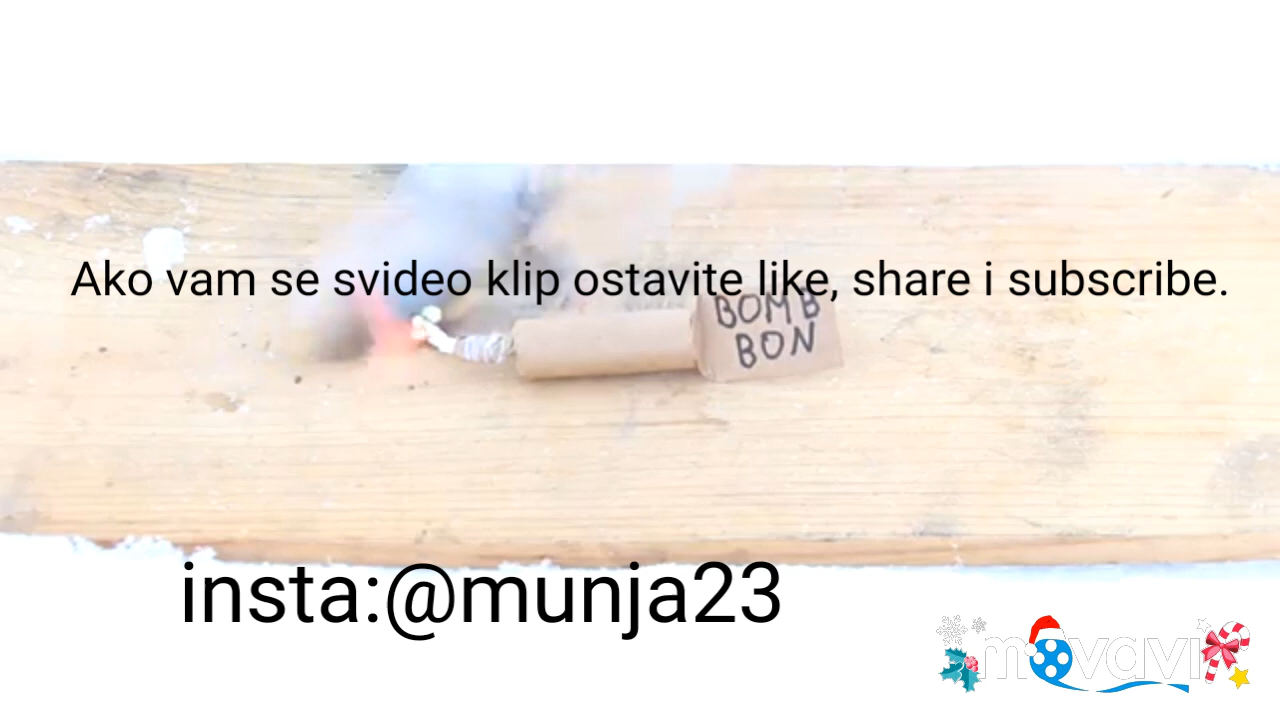 Ako vam se svideo klip ostavite like, share i subscribe.
BOMB
BON
insta:@munja23
movavi